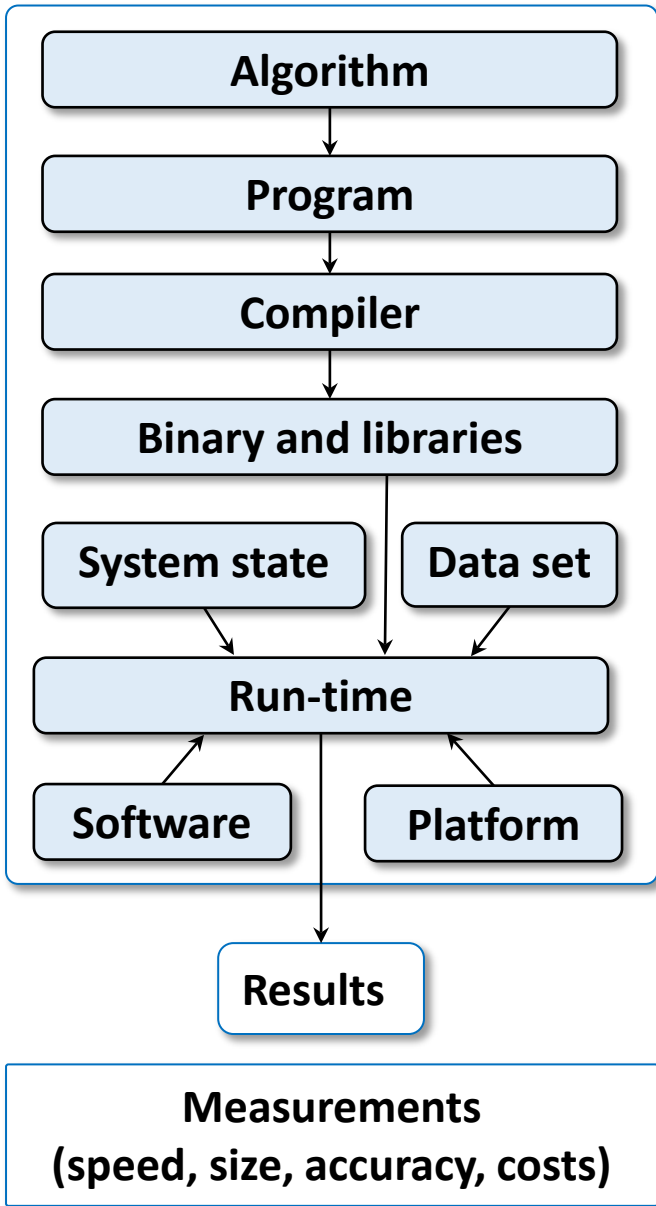 Algorithm
Program
Compiler
Binary and libraries
System state
Data set
Run-time
Software
Platform
Results
Measurements
(speed, size, accuracy, costs)